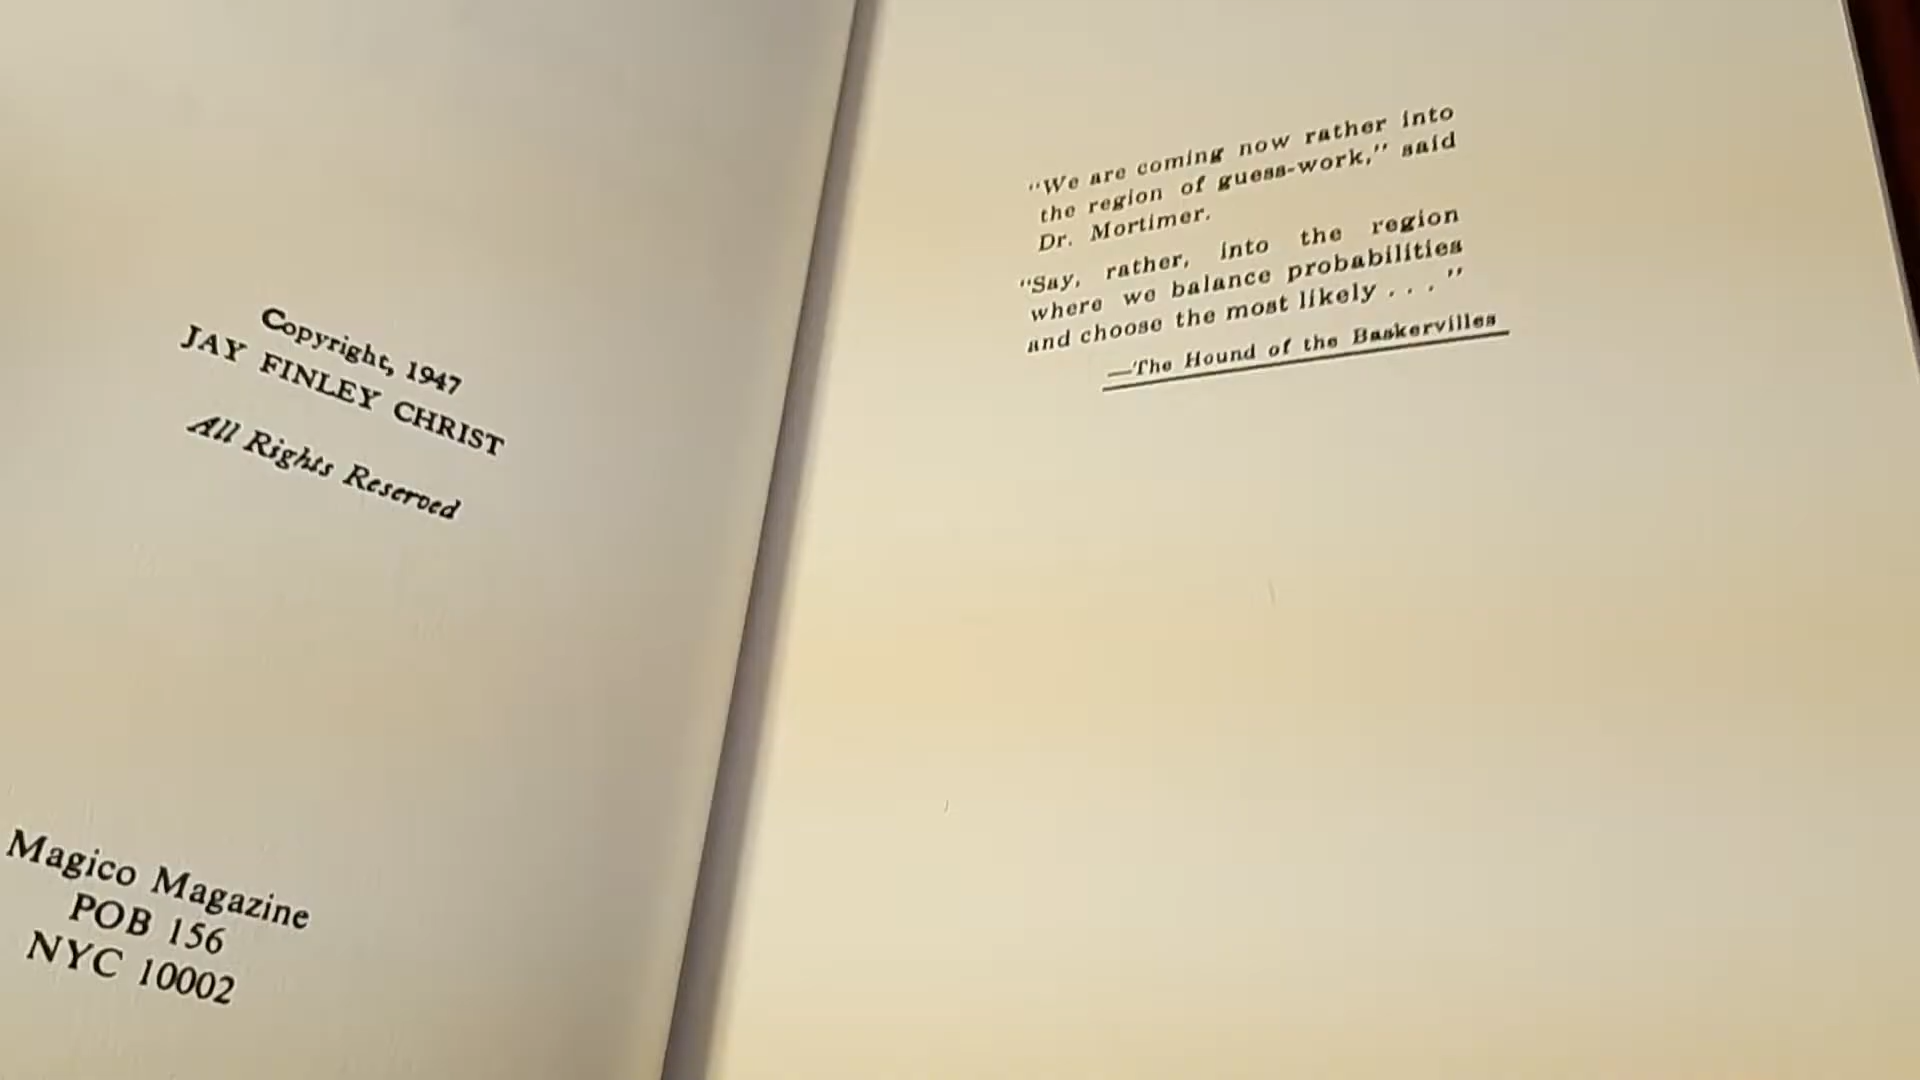 Copyright, 1947
JAY FINLEY CHRIST
All Rights Reserved
Magico Magazine
POB 156
NYC 10002
"We are coming now rather into
the region of guess-work," said
Dr. Mortimer.
"Say, rather, into the region
where we balance probabilities
and choose the most likely . . . "
—The Hound of the Baskervilles